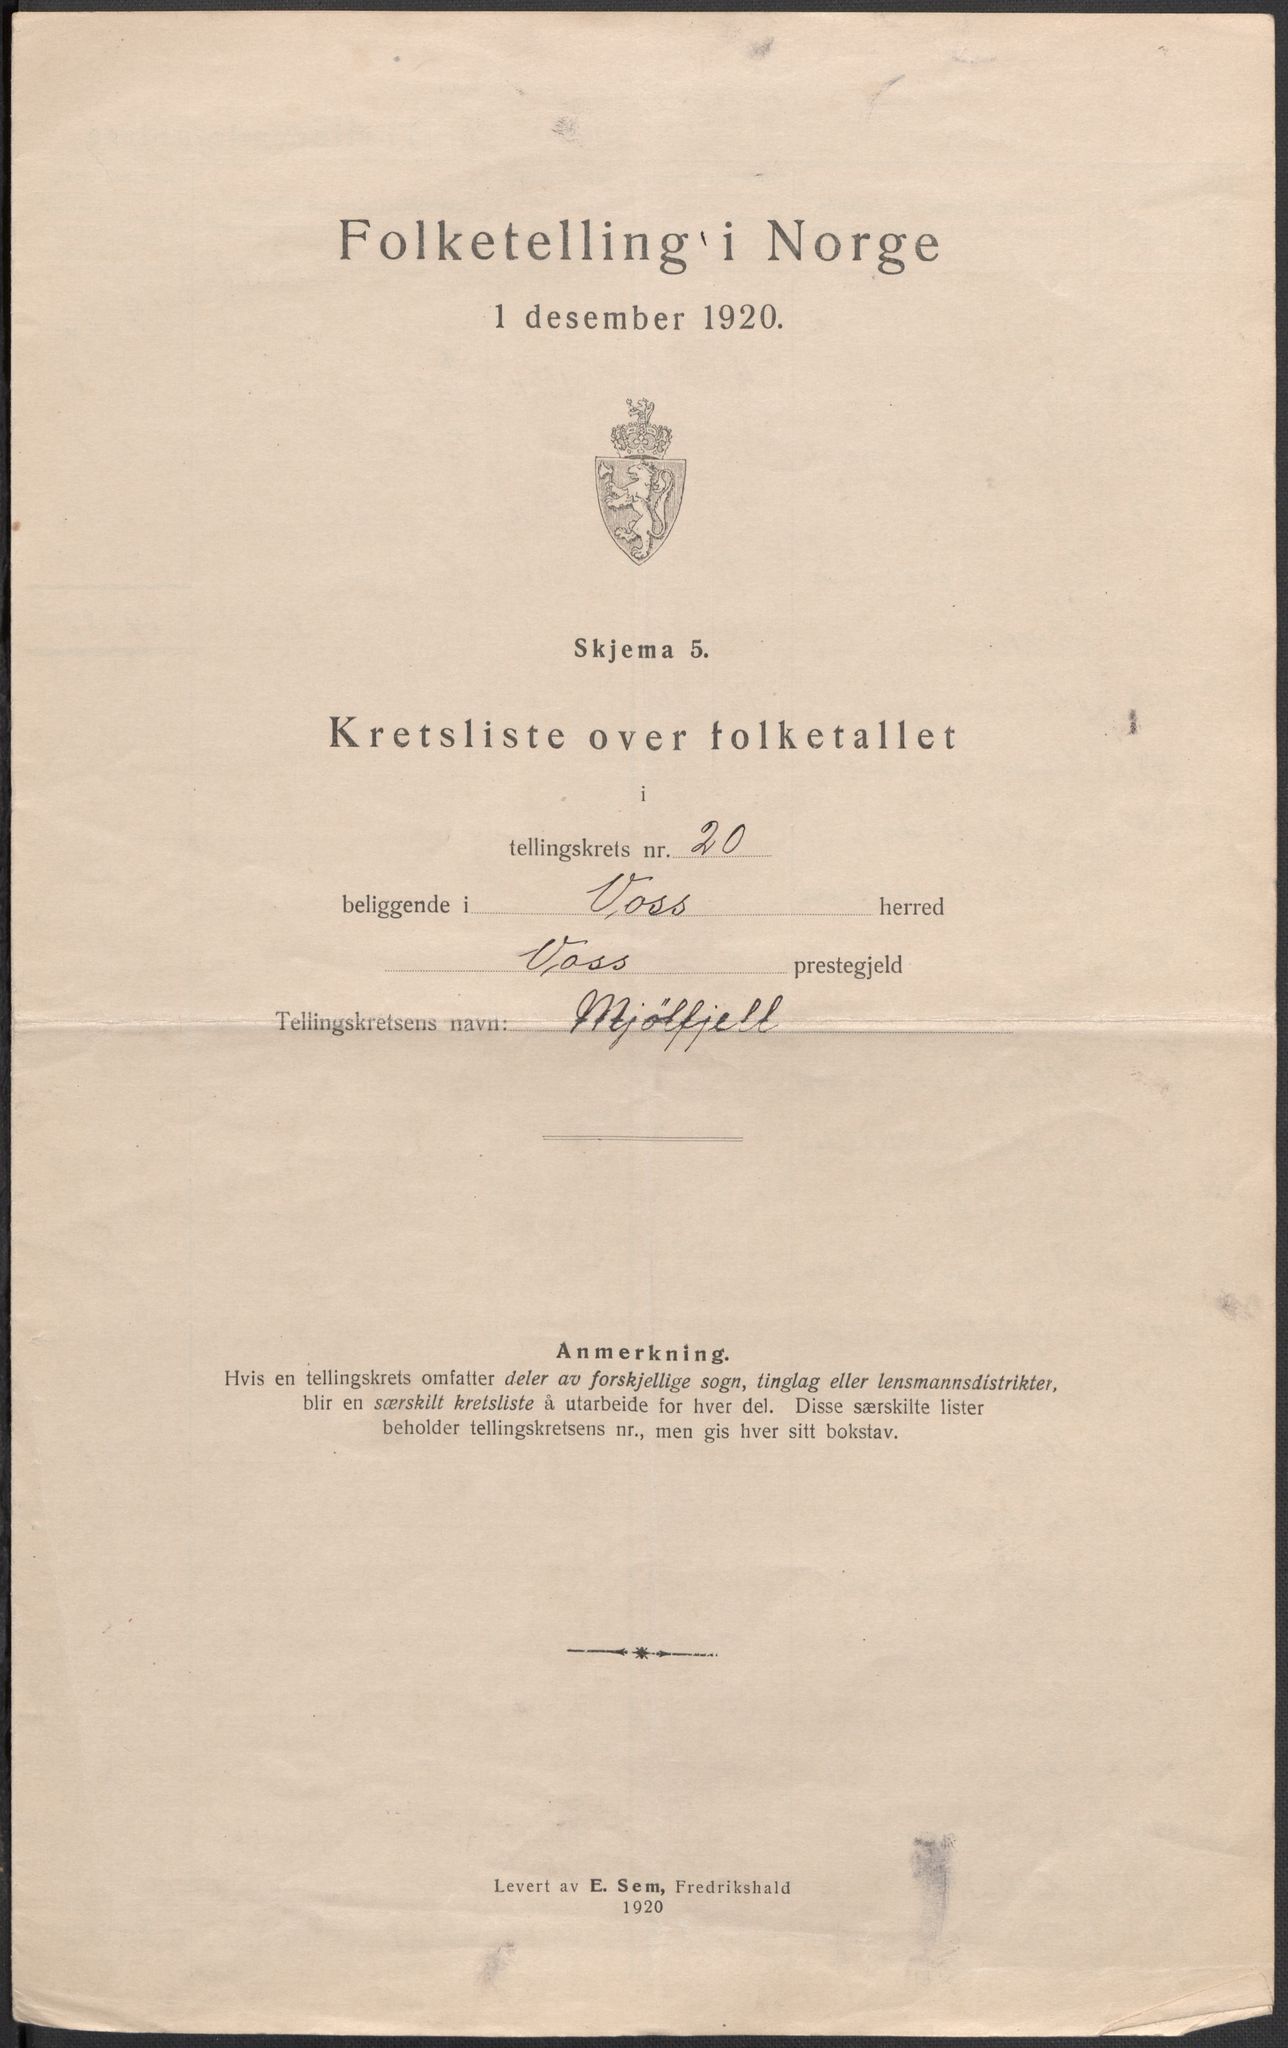 Folketelling i Norge
1 desember 1920.
Skjema 5.
Kretsliste over folketallet
i
tellingskrets nr. 20
beliggende i Voss herred
Voss prestegjeld
Tellingskretsens navn: Mjölfjell
Anmerkning.
Hvis en tellingskrets omfatter deler av forskjellige sogn, tinglag eller lensmannsdistrikter,
blir en særskilt kretsliste å utarbeide for hver del. Disse særskilte lister
beholder tellingskretsens nr., men gis hver sitt bokstav.
Levert av E. Sem, Fredrikshald
1920